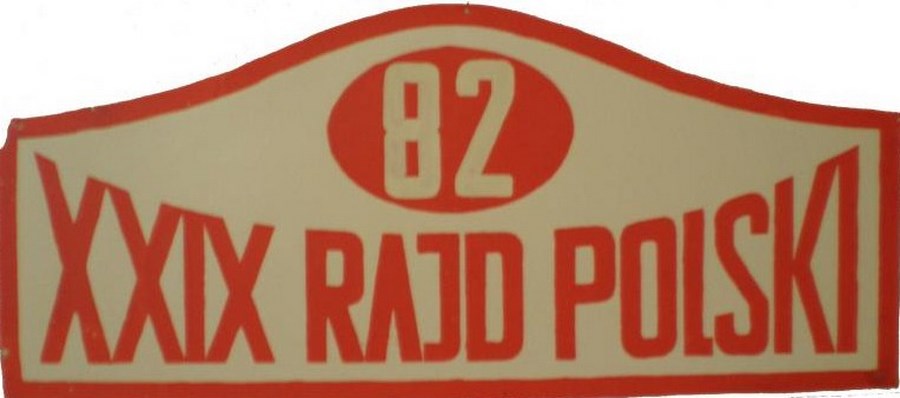 82
XXIX RAJD POLSKI